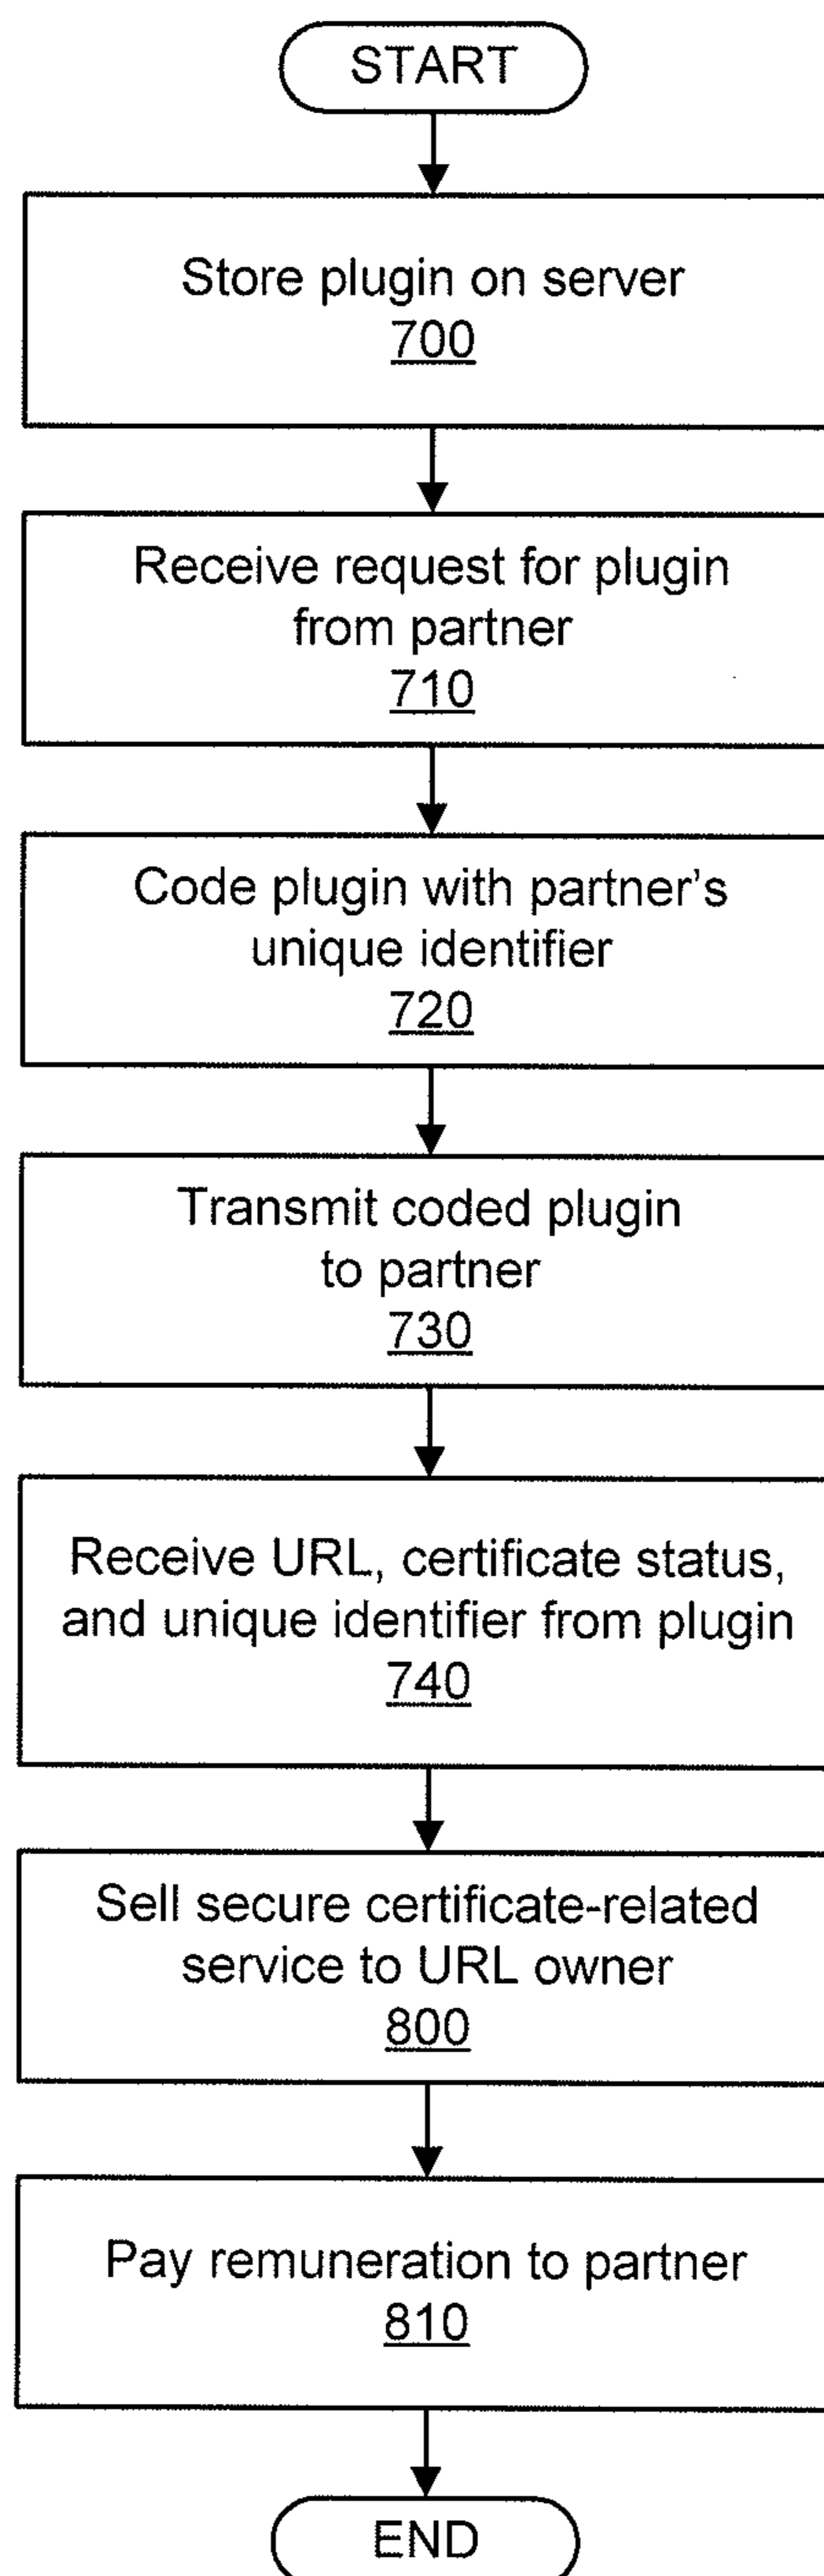 START
Store plugin on server
700
Receive request for plugin
from partner
710
Code plugin with partner's
unique identifier
720
Transmit coded plugin
to partner
730
Receive URL, certificate status,
and unique identifier from plugin
740
Sell secure certificate-related
service to URL owner
800
Pay remuneration to partner
810
END